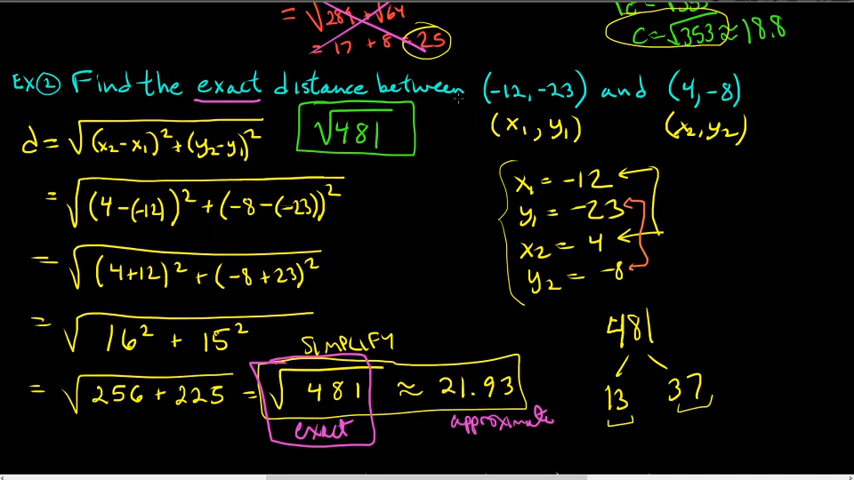 = √289 + √64
= 17 + 8 = 25
c = √353 ≈ 18.8
EX② Find the exact distance between (-12, -23) and (4, -8)
(x₁, y₁) (x₂, y₂)
√481
d = √(x₂-x₁)² + (y₂-y₁)²
= √(4-(-12))² + (-8-(-23))²
= √(4+12)² + (-8+23)²
= √16² + 15²
SIMPLIFY
= √256 + 225 = √481 ≈ 21.93
exact approximate
x₁ = -12
y₁ = -23
x₂ = 4
y₂ = -8
481
13 37